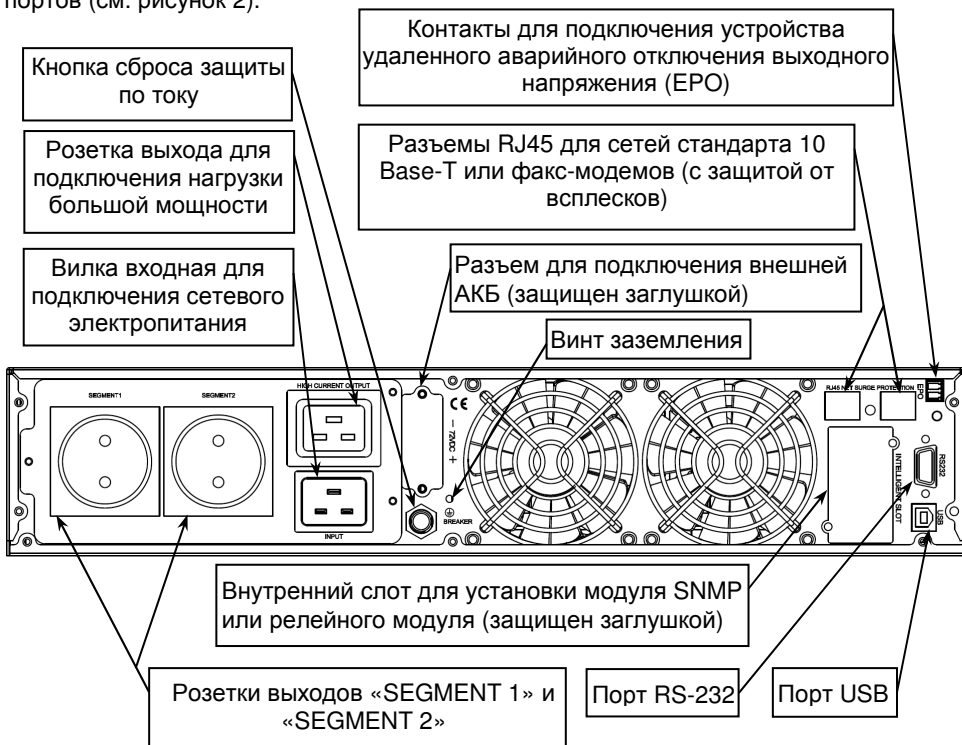 портов (см. рисунок 2).
Контакты для подключения устройства
удаленного аварийного отключения выходного
напряжения (EPO)
Кнопка сброса защиты
по току
Разъемы RJ45 для сетей стандарта 10
Base-T или факс-модемов (с защитой от
всплесков)
Розетка выхода для
подключения нагрузки
большой мощности
Вилка входная для
подключения сетевого
электропитания
Разъем для подключения внешней
АКБ (защищен заглушкой)
Винт заземления
SEGMENT1
SEGMENT2
HIGH CURRENT OUTPUT
INPUT
CE
− 72VDC +
BREAKER
RJ45 NET SURGE PROTECTION
EPO
INTELLIGENT SLOT
RS232
USB
Внутренний слот для установки модуля SNMP
или релейного модуля (защищен заглушкой)
Розетки выходов «SEGMENT 1» и
«SEGMENT 2»
Порт RS-232
Порт USB